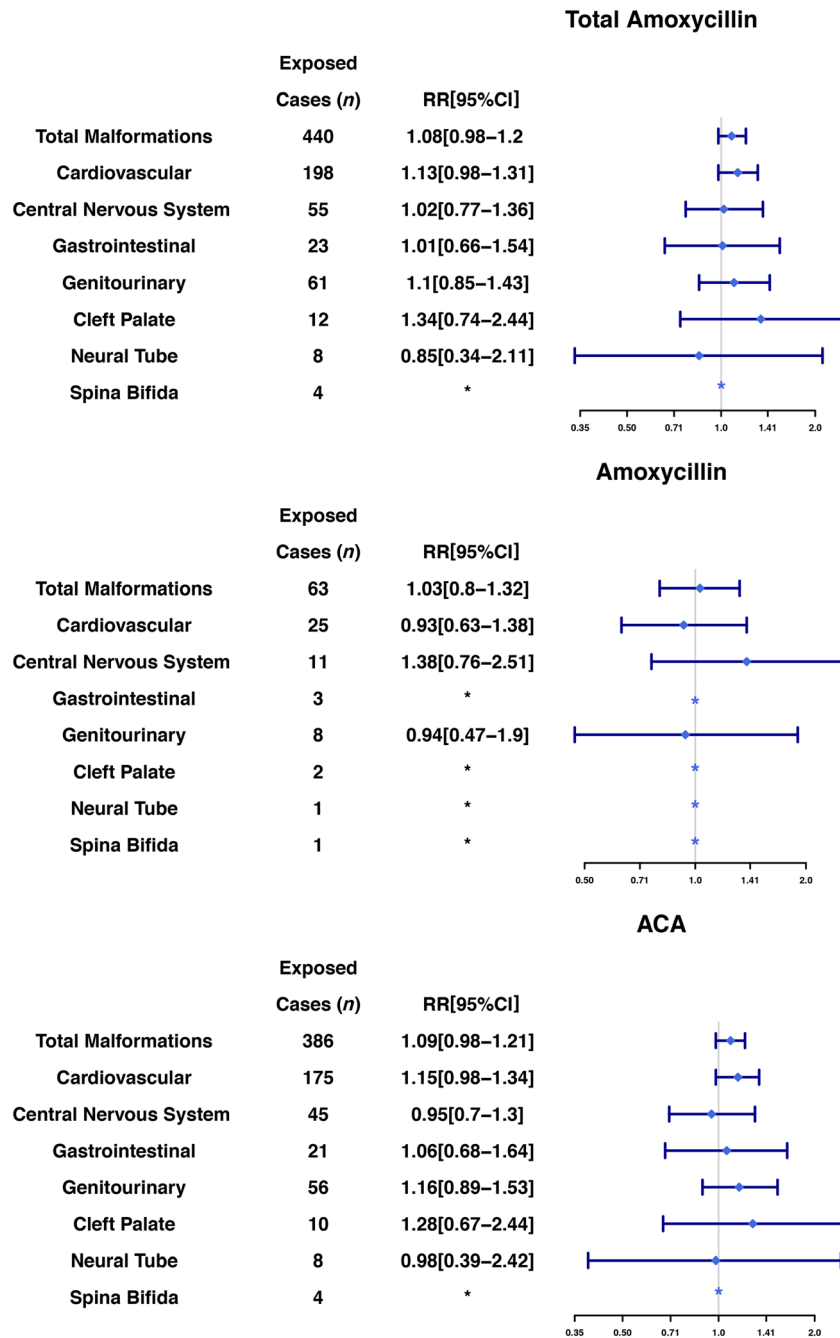 Total Amoxycillin
Exposed
Cases (n) RR[95%CI]
Total Malformations 440 1.08[0.98–1.2
Cardiovascular 198 1.13[0.98–1.31]
Central Nervous System 55 1.02[0.77–1.36]
Gastrointestinal 23 1.01[0.66–1.54]
Genitourinary 61 1.1[0.85–1.43]
Cleft Palate 12 1.34[0.74–2.44]
Neural Tube 8 0.85[0.34–2.11]
Spina Bifida 4 * *
0.35 0.50 0.71 1.0 1.41 2.0
Amoxycillin
Exposed
Cases (n) RR[95%CI]
Total Malformations 63 1.03[0.8–1.32]
Cardiovascular 25 0.93[0.63–1.38]
Central Nervous System 11 1.38[0.76–2.51]
Gastrointestinal 3 * *
Genitourinary 8 0.94[0.47–1.9]
Cleft Palate 2 * *
Neural Tube 1 * *
Spina Bifida 1 * *
0.50 0.71 1.0 1.41 2.0
ACA
Exposed
Cases (n) RR[95%CI]
Total Malformations 386 1.09[0.98–1.21]
Cardiovascular 175 1.15[0.98–1.34]
Central Nervous System 45 0.95[0.7–1.3]
Gastrointestinal 21 1.06[0.68–1.64]
Genitourinary 56 1.16[0.89–1.53]
Cleft Palate 10 1.28[0.67–2.44]
Neural Tube 8 0.98[0.39–2.42]
Spina Bifida 4 * *
0.35 0.50 0.71 1.0 1.41 2.0